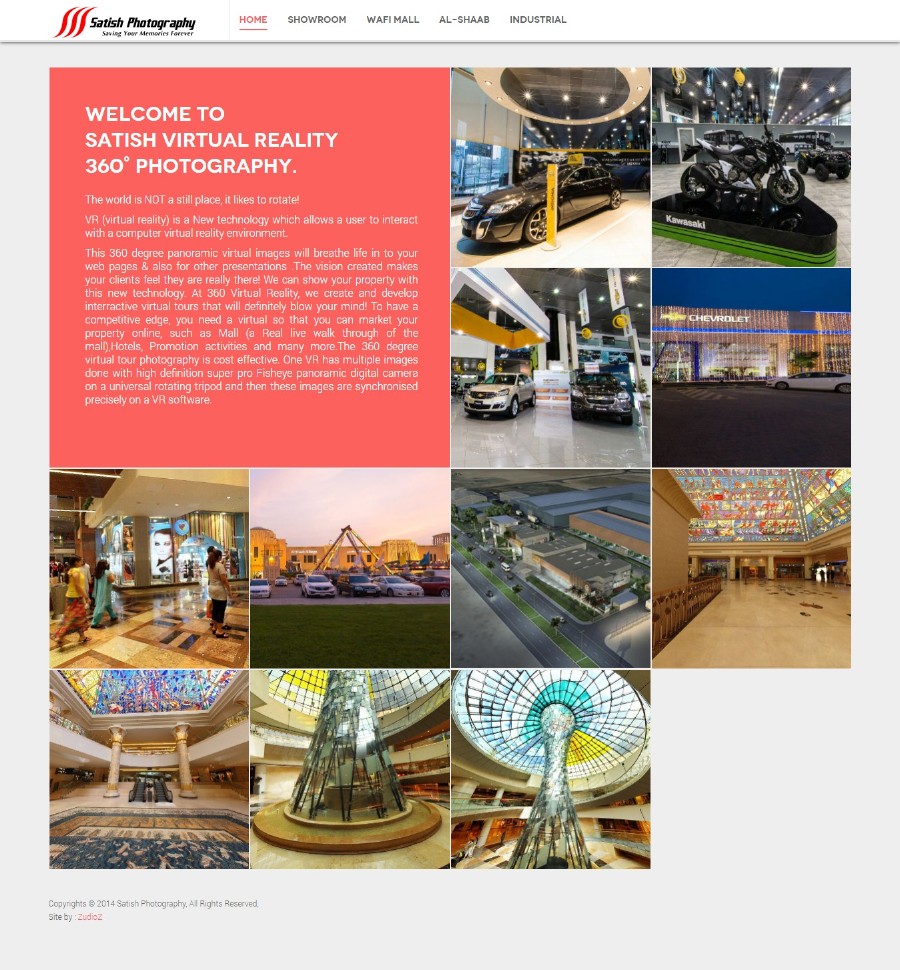 Satish Photography
Saving Your Memories Forever
HOME
SHOWROOM
WAFI MALL
AL-SHAAB
INDUSTRIAL
WELCOME TO
SATISH VIRTUAL REALITY
360° PHOTOGRAPHY.
The world is NOT a still place, it likes to rotate!
VR (virtual reality) is a New technology which allows a user to interact
with a computer virtual reality environment.
This 360 degree panoramic virtual images will breathe life in to your
web pages & also for other presentations .The vision created makes
your clients feel they are really there! We can show your property with
this new technology. At 360 Virtual Reality, we create and develop
interractive virtual tours that will definitely blow your mind! To have a
competitive edge, you need a virtual so that you can market your
property online, such as Mall (a Real live walk through of the
mall),Hotels, Promotion activities and many more.The 360 degree
virtual tour photography is cost effective. One VR has multiple images
done with high definition super pro Fisheye panoramic digital camera
on a universal rotating tripod and then these images are synchronised
precisely on a VR software.
Kawasaki
CHEVROLET
Copyrights © 2014 Satish Photography, All Rights Reserved.
Site by : ZudioZ